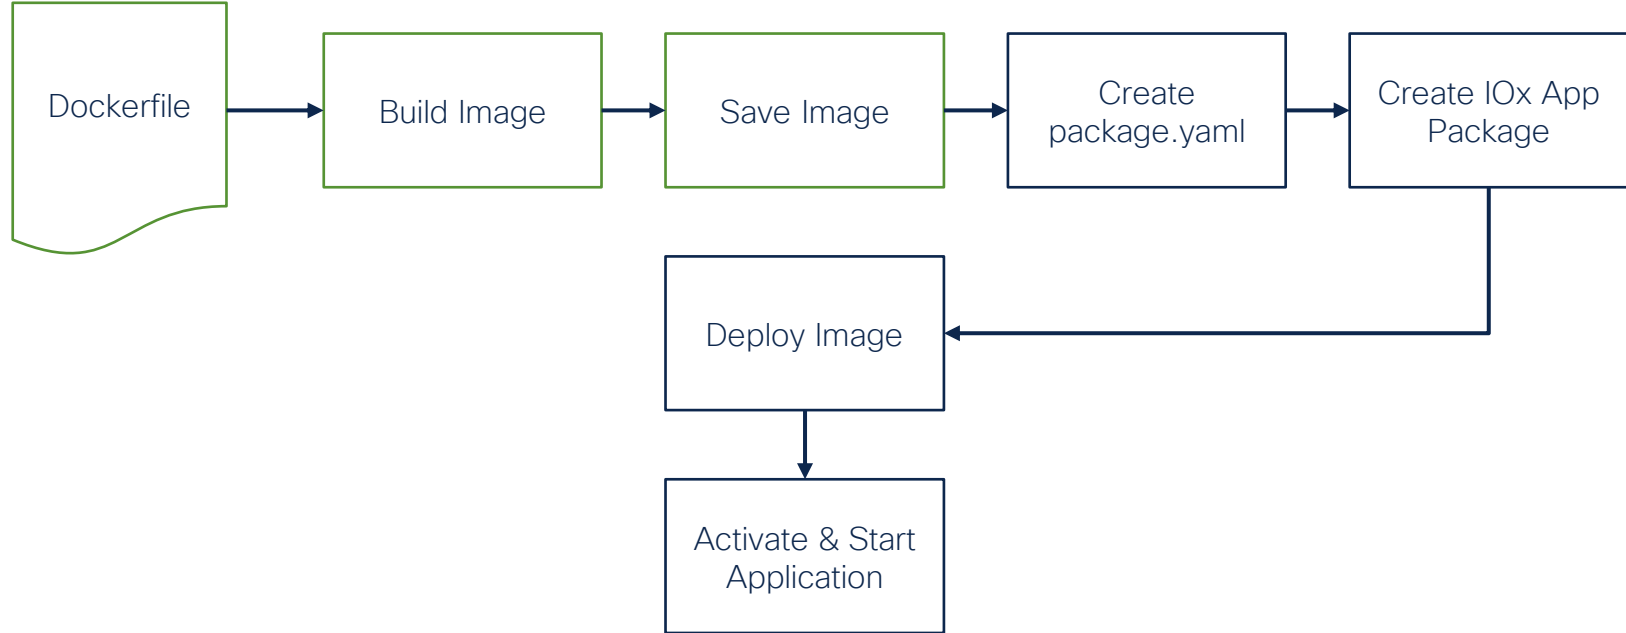 Dockerfile
Build Image
Save Image
Create
package.yaml
Create IOx App
Package
Deploy Image
Activate & Start
Application